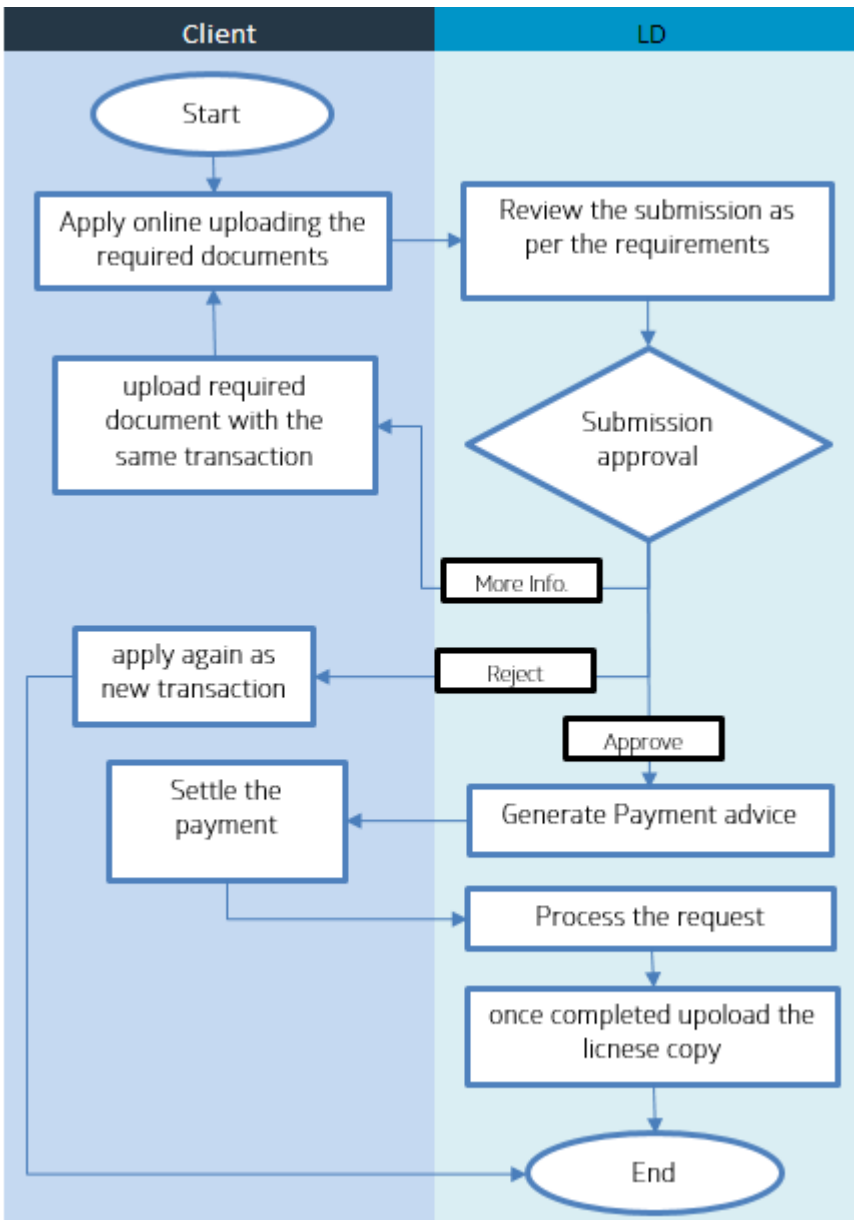 Client
LD
Start
Apply online uploading the
required documents
Review the submission as
per the requirements
upload required
document with the
same transaction
Submission
approval
More Info.
apply again as
new transaction
Reject
Approve
Settle the
payment
Generate Payment advice
Process the request
once completed upoload the
licnese copy
End